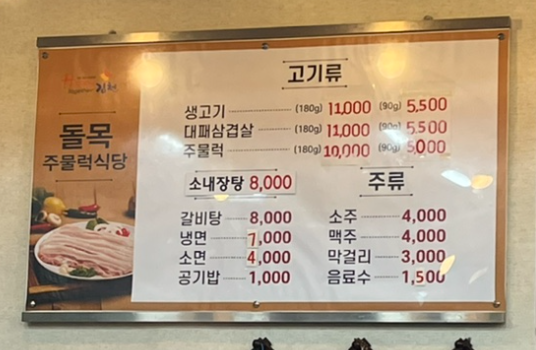 김천
돌목
주물럭식당
고기류
생고기 (180g) 11,000 (90g) 5,500
대패삼겹살 (180g) 11,000 (90g) 5,500
주물럭 (180g) 10,000 (90g) 5,000
소내장탕 8,000
갈비탕 8,000
냉면 7,000
소면 4,000
공기밥 1,000
주류
소주 4,000
맥주 4,000
막걸리 3,000
음료수 1,500